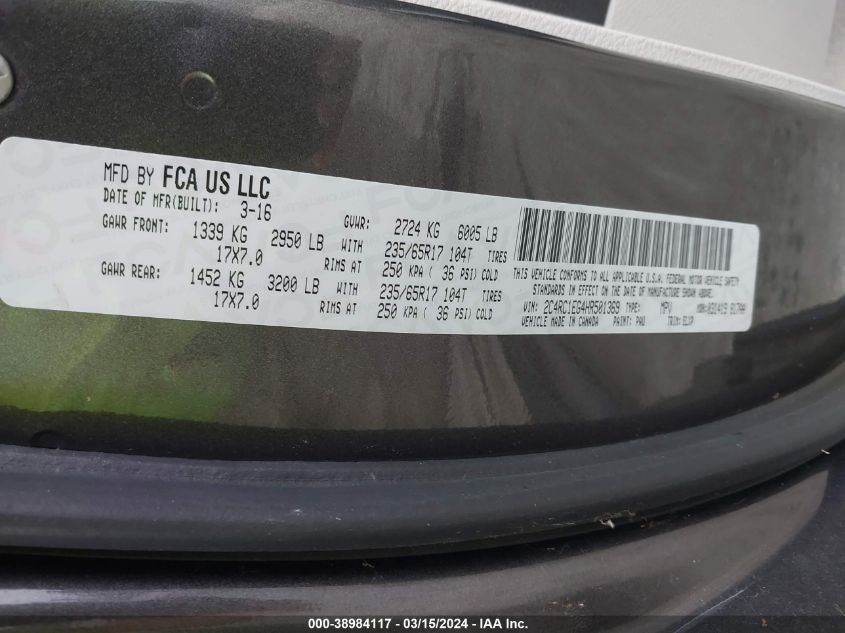 MFD BY FCA US LLC
DATE OF MFR(BUILT): 3-16 GVWR: 2724 KG 6005 LB
GAWR FRONT: 1339 KG 2950 LB WITH 235/65R17 104T TIRES
17X7.0 RIMS AT 250 KPA ( 36 PSI) COLD
GAWR REAR: 1452 KG 3200 LB WITH 235/65R17 104T TIRES
17X7.0 RIMS AT 250 KPA ( 36 PSI) COLD
THIS VEHICLE CONFORMS TO ALL APPLICABLE U.S.A. FEDERAL MOTOR VEHICLE SAFETY
STANDARDS IN EFFECT ON THE DATE OF MANUFACTURE SHOWN ABOVE.
VIN: 2C4RC1EG4HR501369 TYPE: MPV MDH:
VEHICLE MADE IN CANADA PAINT: PAU TRIM:
000-38984117 - 03/15/2024 - IAA Inc.